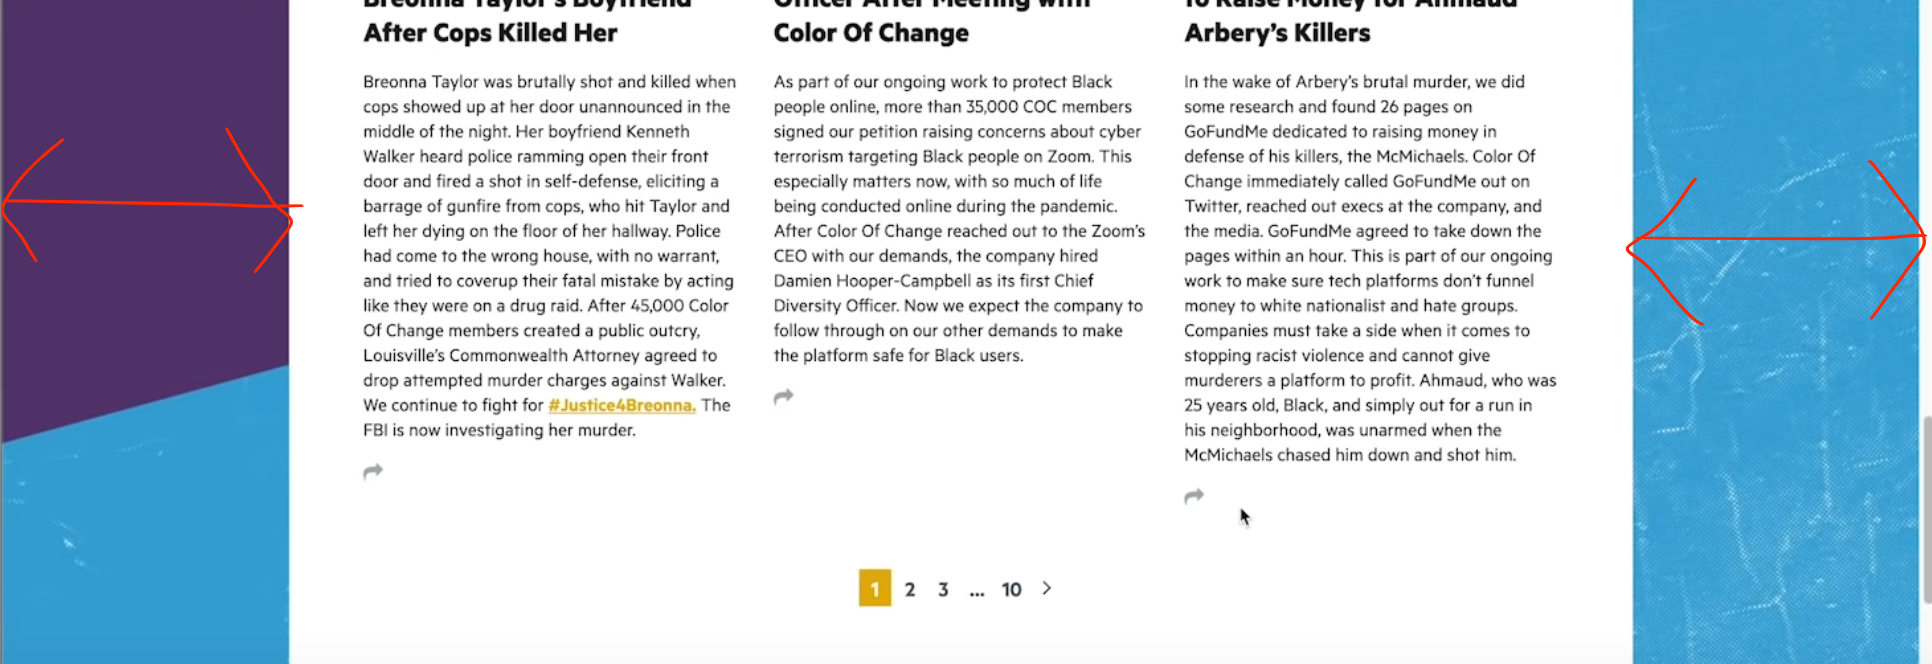 Breonna Taylor's Boyfriend
After Cops Killed Her
Breonna Taylor was brutally shot and killed when
cops showed up at her door unannounced in the
middle of the night. Her boyfriend Kenneth
Walker heard police ramming open their front
door and fired a shot in self-defense, eliciting a
barrage of gunfire from cops, who hit Taylor and
left her dying on the floor of her hallway. Police
had come to the wrong house, with no warrant,
and tried to coverup their fatal mistake by acting
like they were on a drug raid. After 45,000 Color
Of Change members created a public outcry,
Louisville's Commonwealth Attorney agreed to
drop attempted murder charges against Walker.
We continue to fight for #Justice4Breonna. The
FBI is now investigating her murder.
Officer After Meeting with
Color Of Change
As part of our ongoing work to protect Black
people online, more than 35,000 COC members
signed our petition raising concerns about cyber
terrorism targeting Black people on Zoom. This
especially matters now, with so much of life
being conducted online during the pandemic.
After Color Of Change reached out to the Zoom's
CEO with our demands, the company hired
Damien Hooper-Campbell as its first Chief
Diversity Officer. Now we expect the company to
follow through on our other demands to make
the platform safe for Black users.
To Raise Money for Ahmaud
Arbery's Killers
In the wake of Arbery's brutal murder, we did
some research and found 26 pages on
GoFundMe dedicated to raising money in
defense of his killers, the McMichaels. Color Of
Change immediately called GoFundMe out on
Twitter, reached out execs at the company, and
the media. GoFundMe agreed to take down the
pages within an hour. This is part of our ongoing
work to make sure tech platforms don't funnel
money to white nationalist and hate groups.
Companies must take a side when it comes to
stopping racist violence and cannot give
murderers a platform to profit. Ahmaud, who was
25 years old, Black, and simply out for a run in
his neighborhood, was unarmed when the
McMichaels chased him down and shot him.
1 2 3 ... 10 >